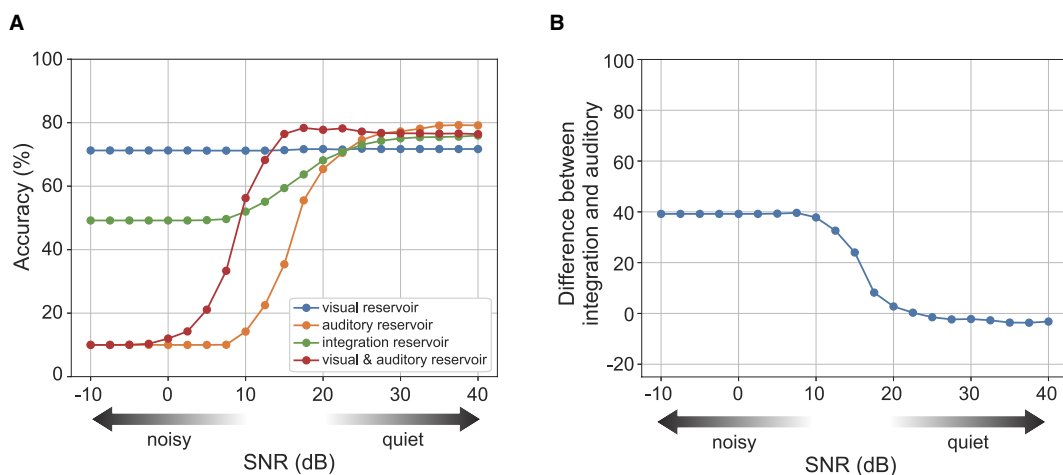 A
Accuracy (%)
100
80
60
40
20
0
visual reservoir
auditory reservoir
integration reservoir
visual & auditory reservoir
-10
0
10
20
30
40
noisy
quiet
SNR (dB)
B
Difference between
integration and auditory
100
80
60
40
20
0
-20
-10
0
10
20
30
40
noisy
quiet
SNR (dB)